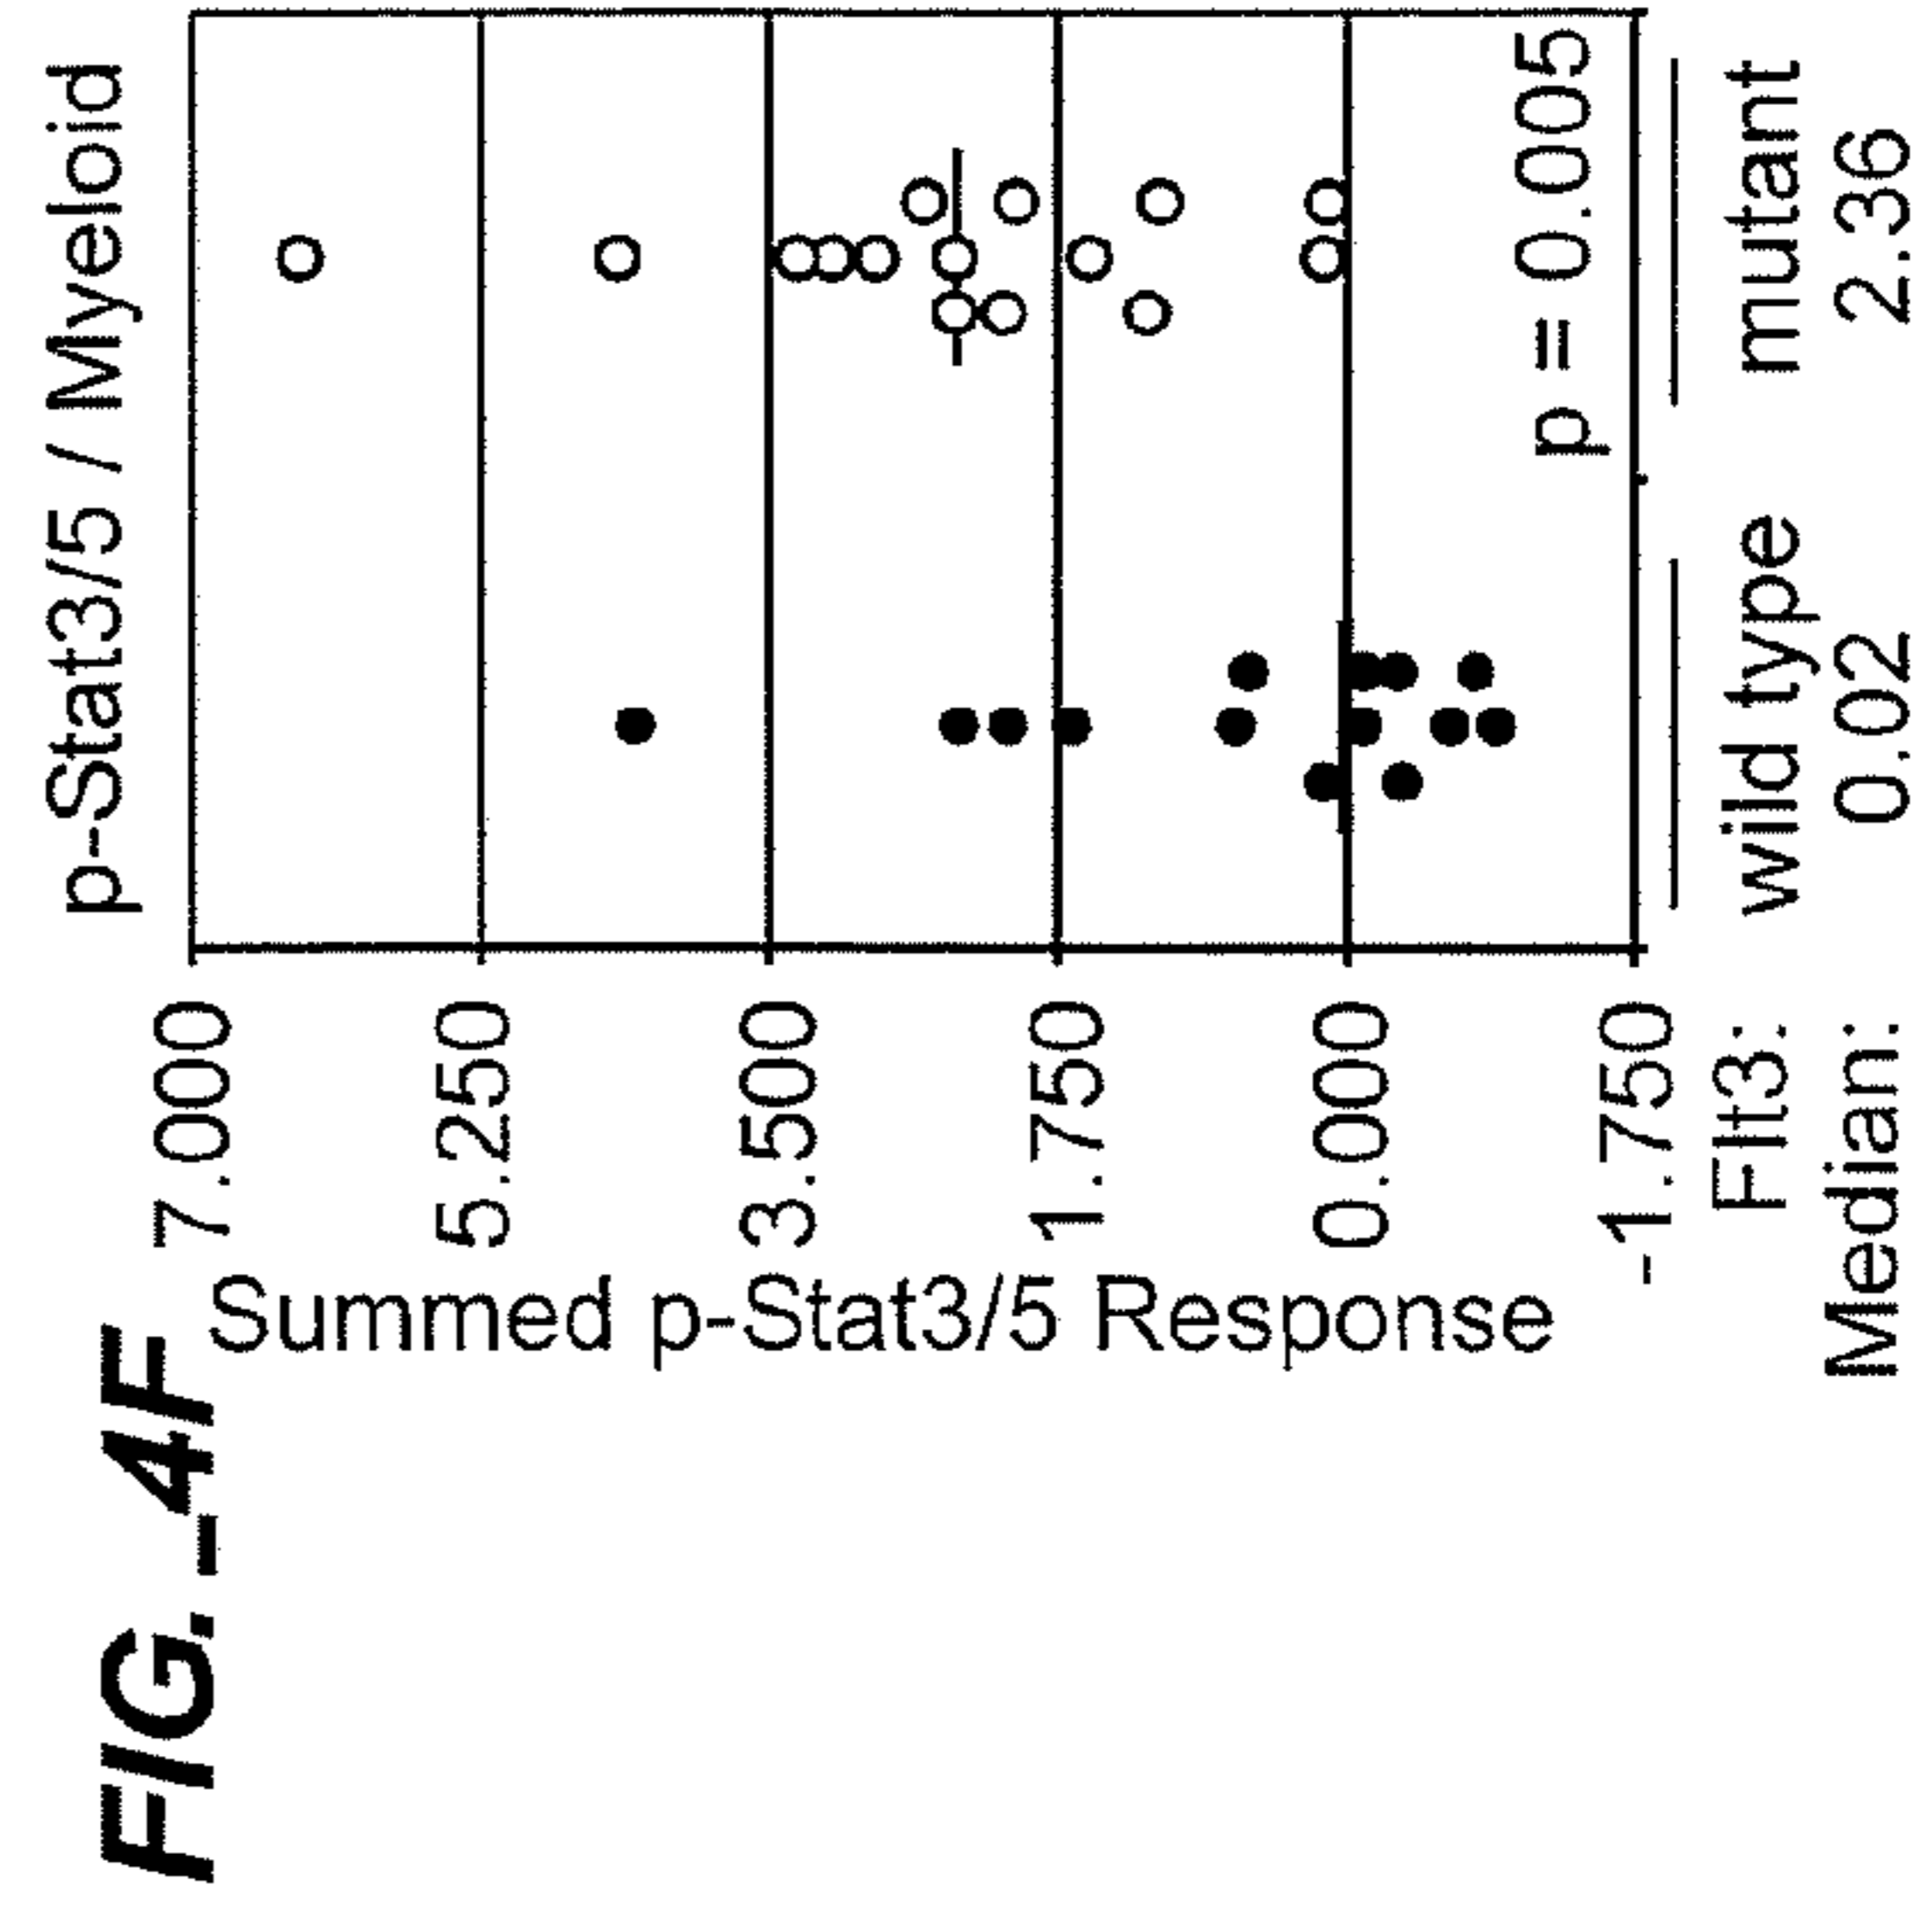 FIG._4F
p-Stat3/5 / Myeloid
Summed p-Stat3/5 Response
7.000
5.250
3.500
1.750
0.000
-1.750
p = 0.005
Flt3: wild type mutant
Median: 0.02 2.36